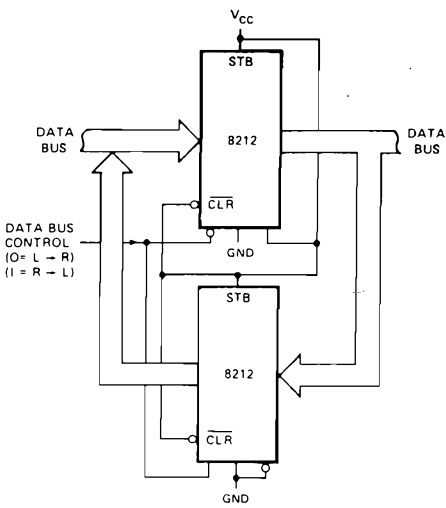 VCC
STB
DATA
BUS
8212
DATA
BUS
CLR
DATA BUS
CONTROL
(0= L → R)
(1 = R → L)
GND
STB
8212
CLR
GND